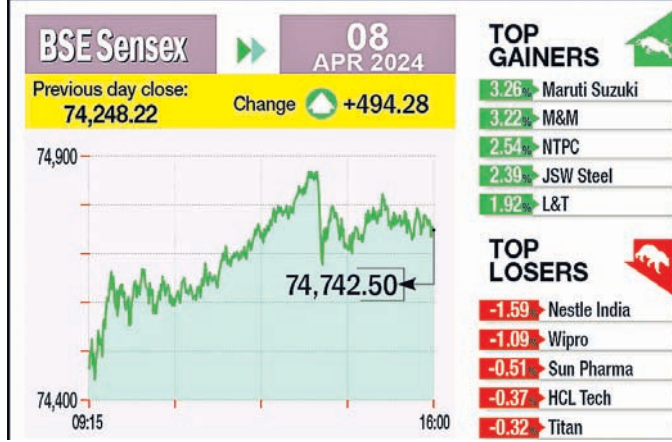 BSE Sensex
08
APR 2024
Previous day close:
74,248.22
Change +494.28
74,900
74,742.50
74,400
09:15
16:00
TOP
GAINERS
3.26% Maruti Suzuki
3.22% M&M
2.54% NTPC
2.39% JSW Steel
1.92% L&T
TOP
LOSERS
-1.59% Nestle India
-1.09% Wipro
-0.51% Sun Pharma
-0.37% HCL Tech
-0.32% Titan